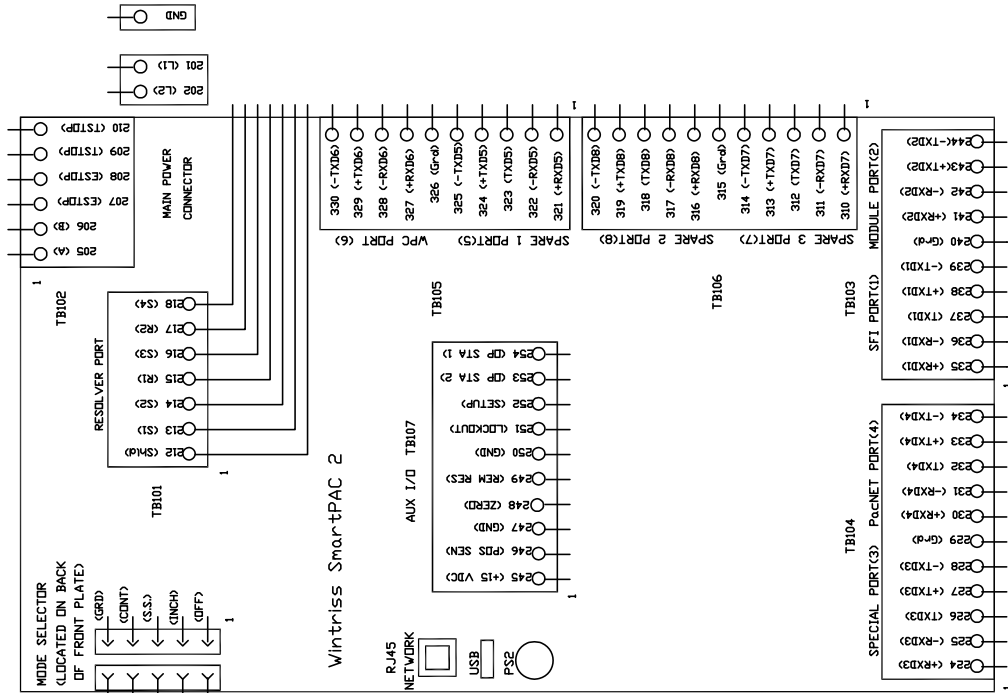 GND
201 (L1)
202 (L2)
210 (TSTOP)
209 (TSTOP)
208 (ESTOP)
207 (ESTOP)
206 (B)
205 (A)
MAIN POWER
CONNECTOR
1
TB102
RESOLVER PORT
218 (S4)
217 (R2)
216 (S3)
215 (R1)
214 (S2)
213 (S1)
212 (Shld)
1
TB101
MODE SELECTOR
(LOCATED ON BACK
OF FRONT PLATE)
(GRD)
(CONT)
(S.S.)
(INCH)
(OFF)
1
Wintriss SmartPAC 2
1
330 (-TXD6)
329 (+TXD6)
328 (-RXD6)
327 (+RXD6)
326 (Grd)
325 (-TXD5)
324 (+TXD5)
323 (TXD5)
322 (-RXD5)
321 (+RXD5)
WPC PORT (6)
SPARE 1 PORT(5)
TB105
1
320 (-TXD8)
319 (+TXD8)
318 (TXD8)
317 (-RXD8)
316 (+RXD8)
315 (Grd)
314 (-TXD7)
313 (+TXD7)
312 (TXD7)
311 (-RXD7)
310 (+RXD7)
SPARE 2 PORT(8)
SPARE 3 PORT(7)
TB106
AUX I/O TB107
254 (OP STA 1)
253 (OP STA 2)
252 (SETUP)
251 (LOCKOUT)
250 (GND)
249 (REM RES)
248 (ZERO)
247 (GND)
246 (POS SEN)
245 (+15 VDC)
1
RJ45
NETWORK
USB
PS2
TB103
SFI PORT(1)
MODULE PORT(2)
244(-TXD2)
243(+TXD2)
242 (-RXD2)
241 (+RXD2)
240 (Grd)
239 (-TXD1)
238 (+TXD1)
237 (TXD1)
236 (-RXD1)
235 (+RXD1)
1
TB104
SPECIAL PORT(3)
PacNET PORT(4)
234 (-TXD4)
233 (+TXD4)
232 (TXD4)
231 (-RXD4)
230 (+RXD4)
229 (Grd)
228 (-TXD3)
227 (+TXD3)
226 (TXD3)
225 (-RXD3)
224 (+RXD3)
1